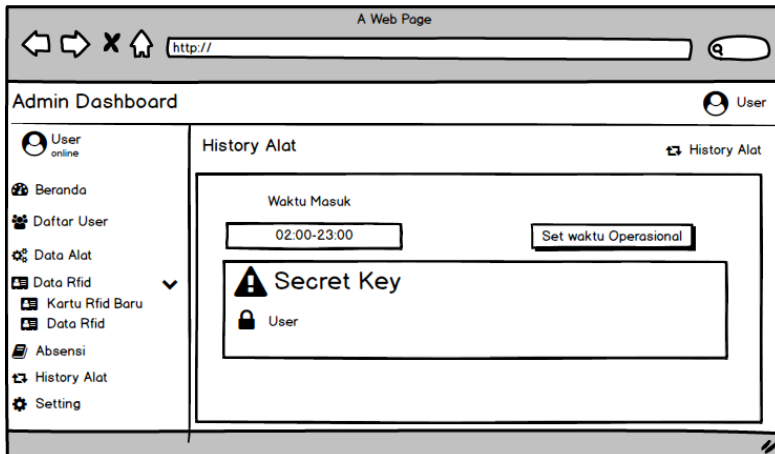 A Web Page
http://
Admin Dashboard
User
User
online
Beranda
Daftar User
Data Alat
Data Rfid
Kartu Rfid Baru
Data Rfid
Absensi
History Alat
Setting
History Alat
History Alat
Waktu Masuk
02:00-23:00
Set waktu Operasional
Secret Key
User